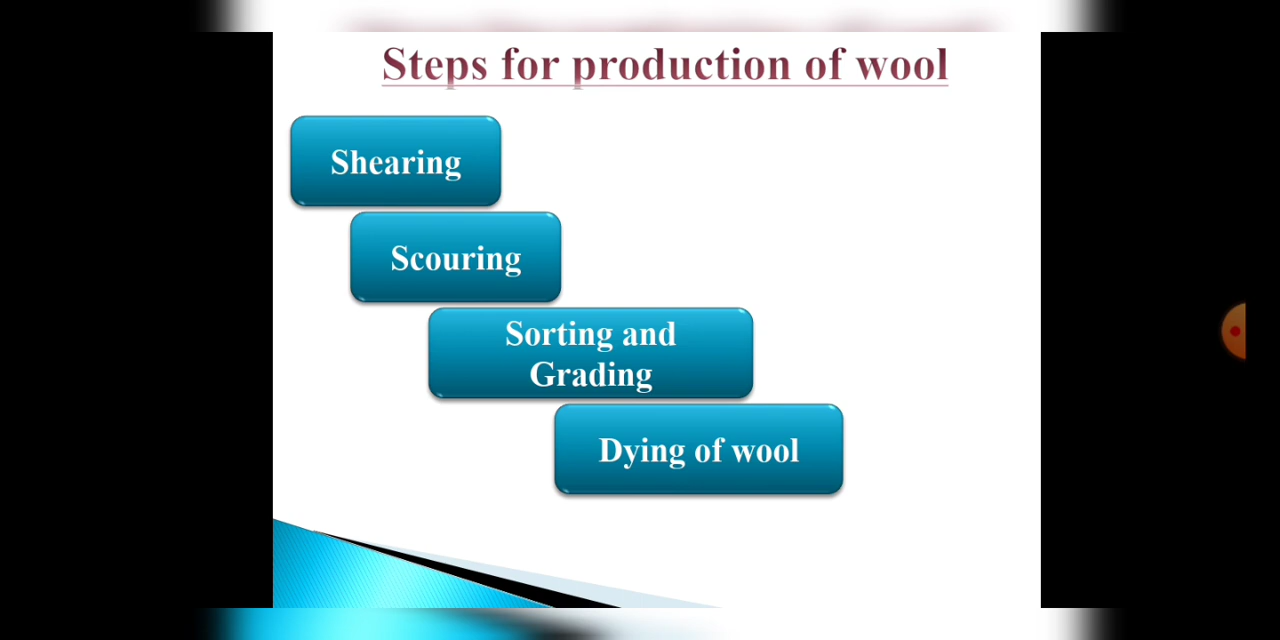 Steps for production of wool
Shearing
Scouring
Sorting and
Grading
Dying of wool